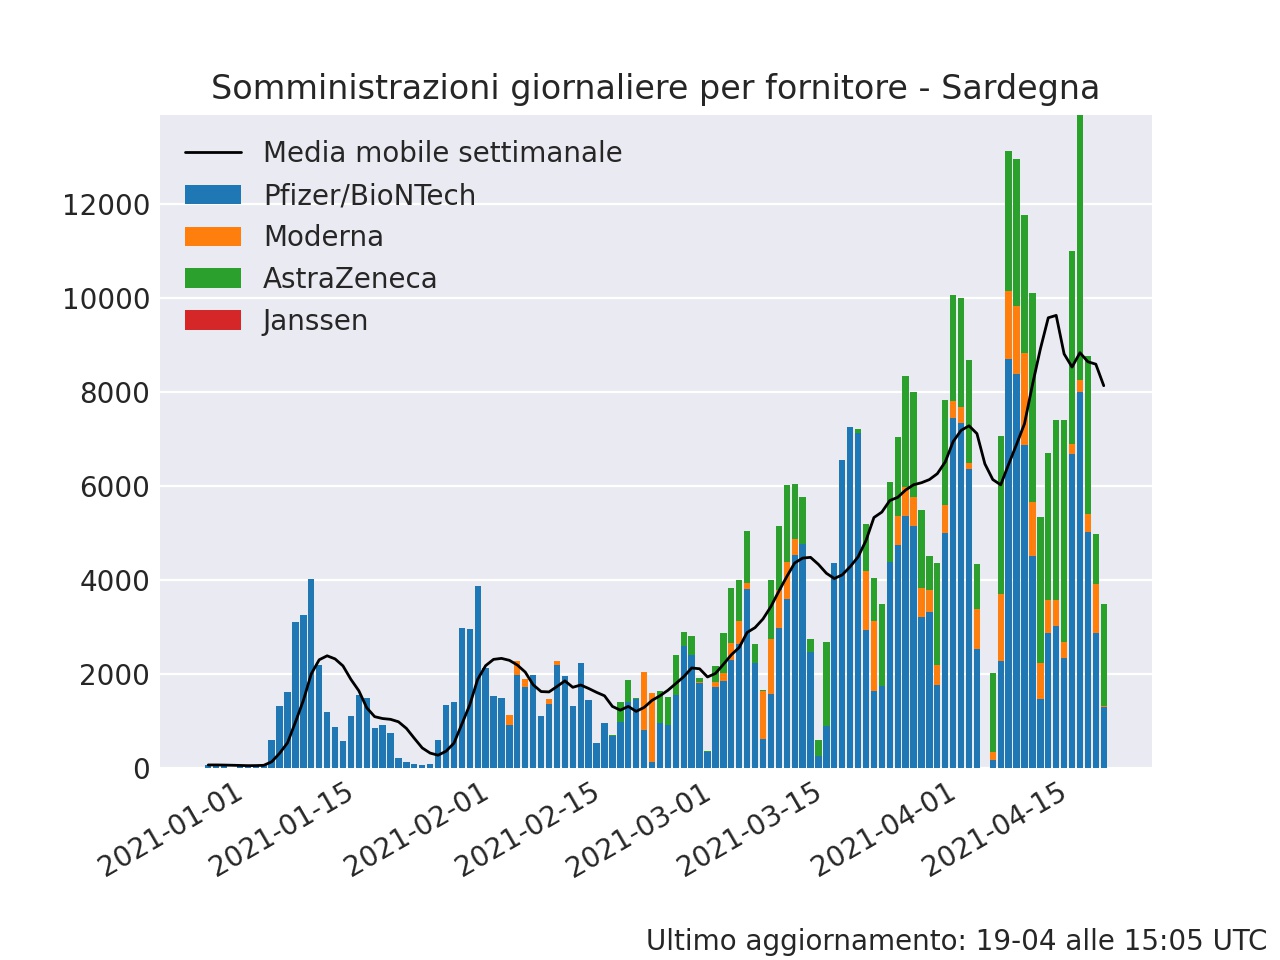 Somministrazioni giornaliere per fornitore - Sardegna
Media mobile settimanale
Pfizer/BioNTech
Moderna
AstraZeneca
Janssen
12000
10000
8000
6000
4000
2000
0
2021-01-01
2021-01-15
2021-02-01
2021-02-15
2021-03-01
2021-03-15
2021-04-01
2021-04-15
Ultimo aggiornamento: 19-04 alle 15:05 UTC